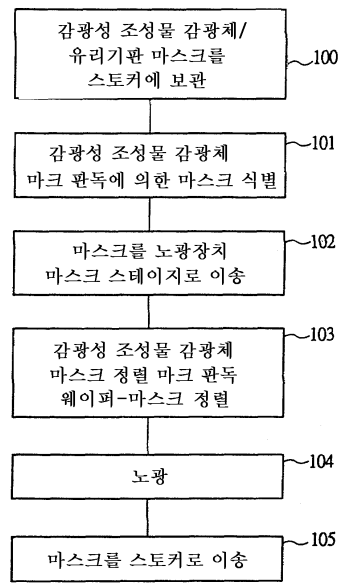 감광성 조성물 감광체/
유리기판 마스크를
스토커에 보관
100
감광성 조성물 감광체
마크 판독에 의한 마스크 식별
101
마스크를 노광장치
마스크 스테이지로 이송
102
감광성 조성물 감광체
마스크 정렬 마크 판독
웨이퍼-마스크 정렬
103
노광
104
마스크를 스토커로 이송
105